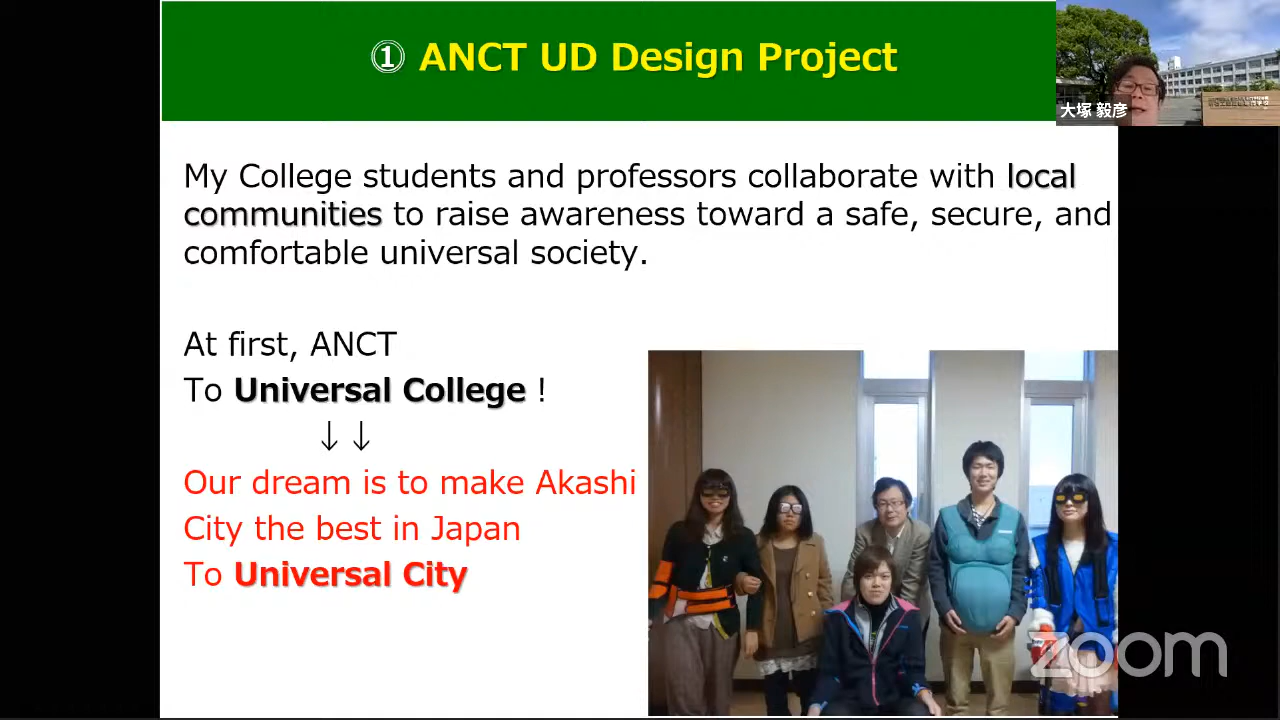 ① ANCT UD Design Project
大塚 毅彦
My College students and professors collaborate with local
communities to raise awareness toward a safe, secure, and
comfortable universal society.
At first, ANCT
To Universal College !
↓↓
Our dream is to make Akashi
City the best in Japan
To Universal City
zoom